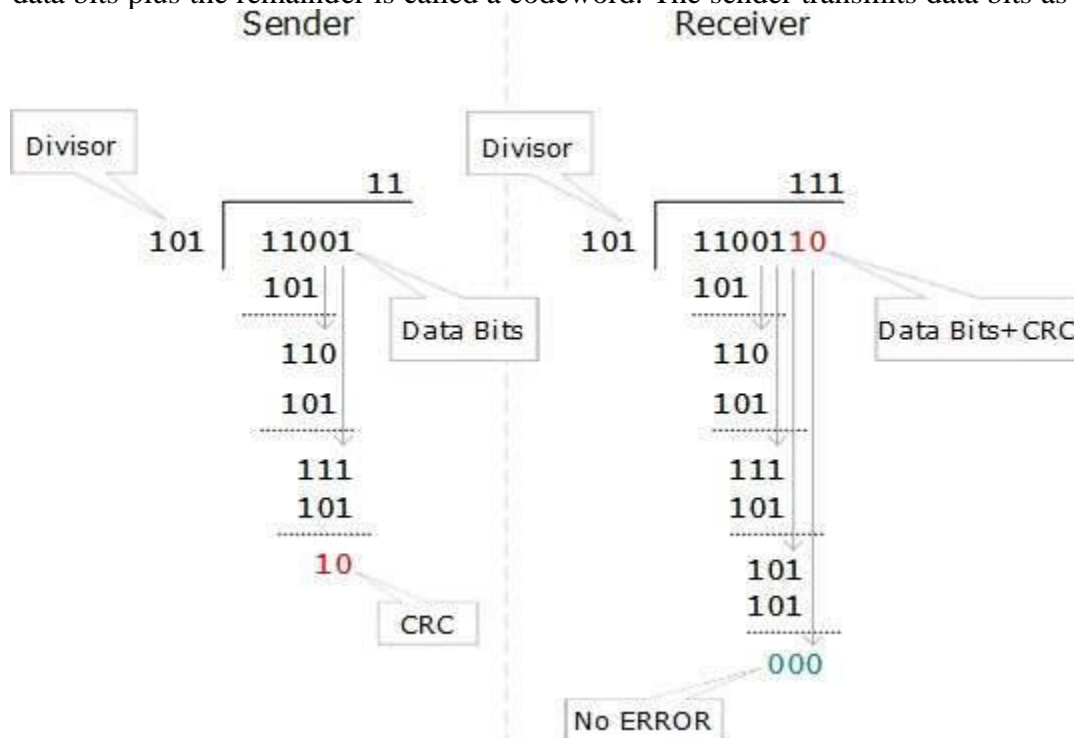 data bits plus the remainder is called a codeword. The sender transmits data bits as
Sender
Receiver
Divisor
11
101
11001
101
Data Bits
110
101
111
101
10
CRC
Divisor
111
101
1100110
101
Data Bits+CRC
110
101
111
101
101
101
000
No ERROR